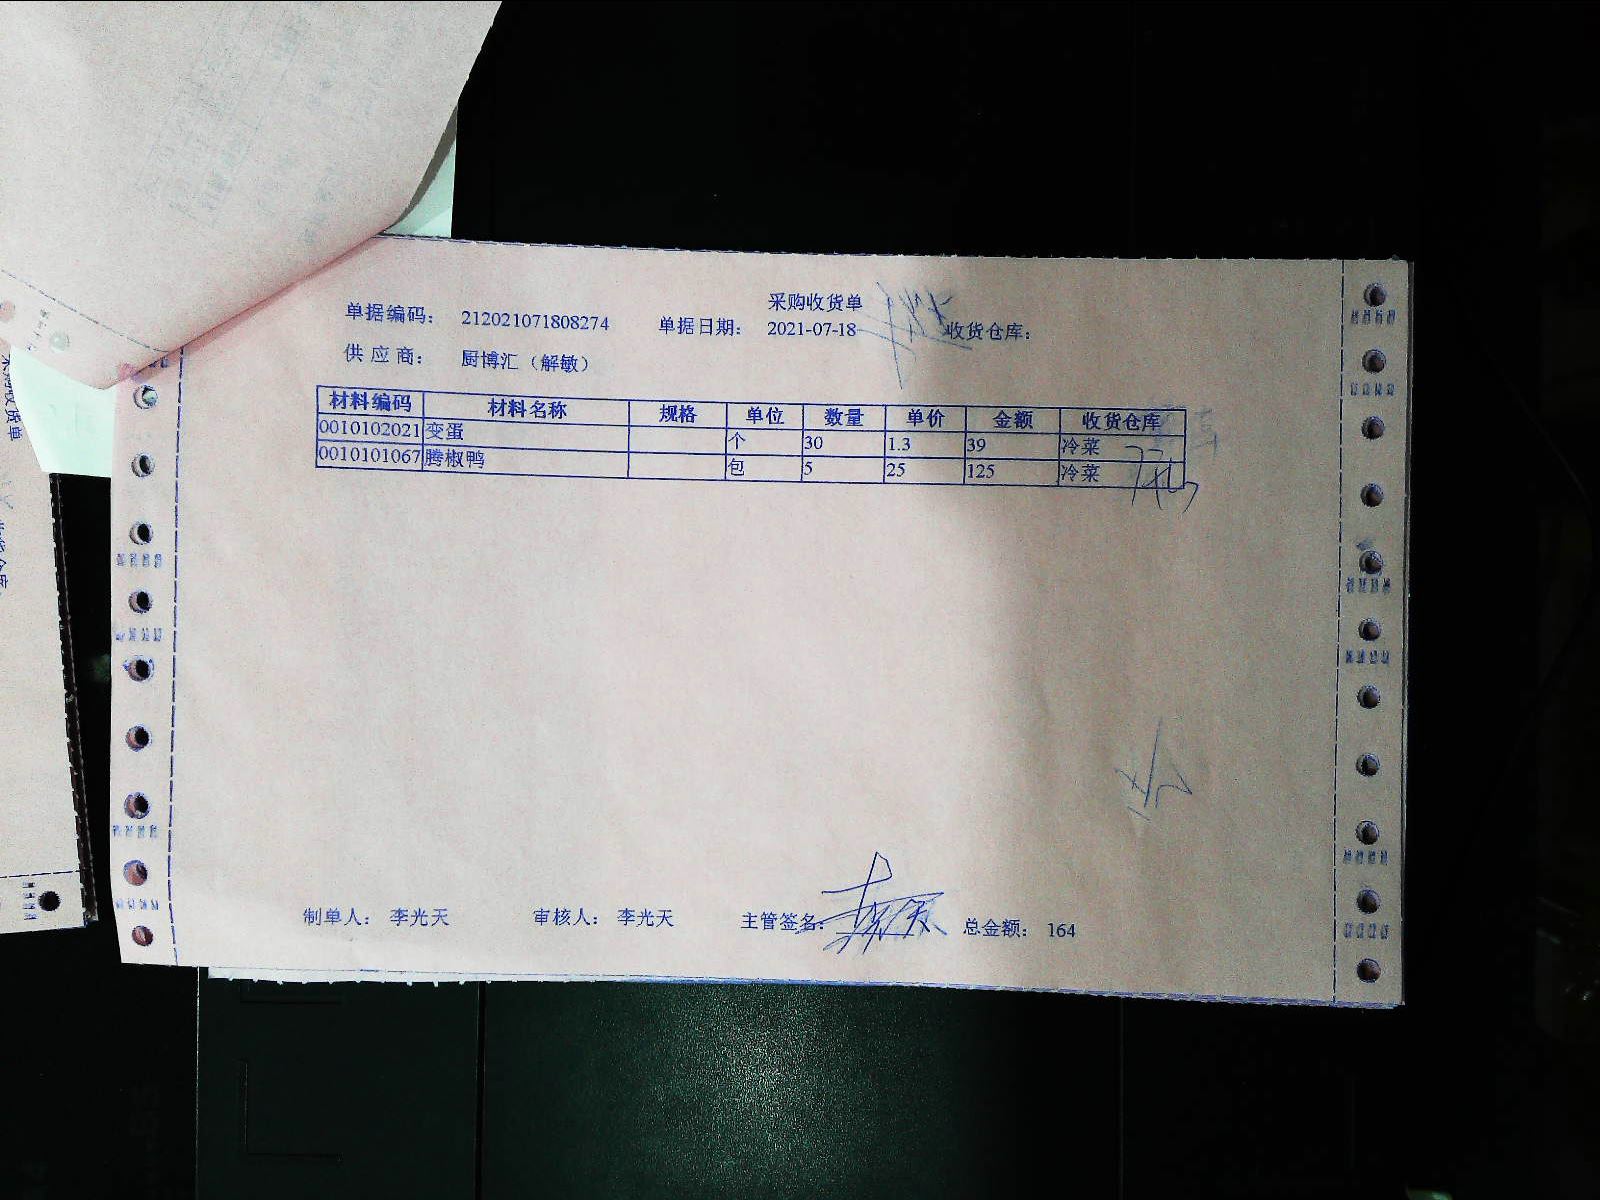 采购收货单
单据编码: 212021071808274 单据日期: 2021-07-18 收货仓库:
供 应 商: 厨博汇（解敏）
材料编码 材料名称 规格 单位 数量 单价 金额 收货仓库
0010102021 变蛋 个 30 1.3 39 冷菜
0010101067 腾椒鸭 包 5 25 125 冷菜
制单人: 李光天 审核人: 李光天 主管签名: 总金额: 164